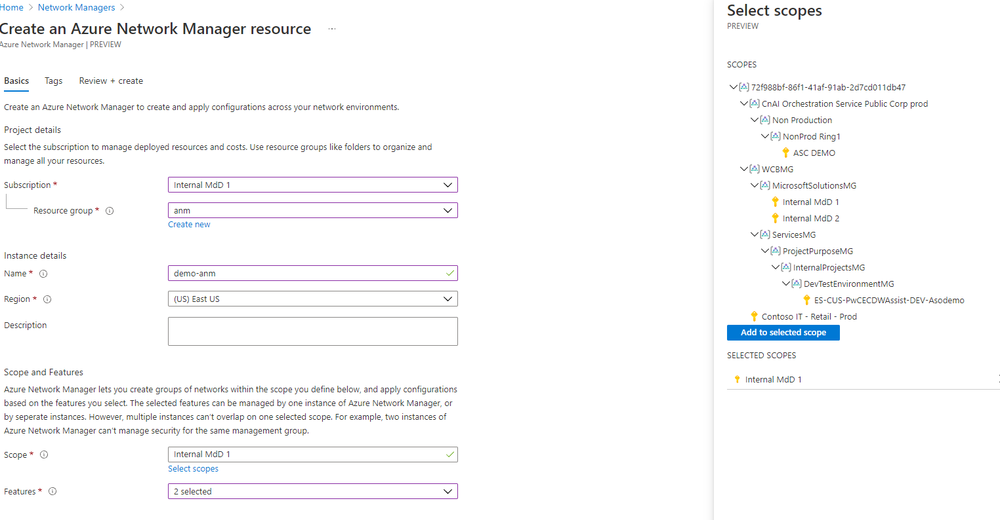 Home > Network Managers >
Create an Azure Network Manager resource ...
Azure Network Manager | PREVIEW
Basics Tags Review + create
Create an Azure Network Manager to create and apply configurations across your network environments.
Project details
Select the subscription to manage deployed resources and costs. Use resource groups like folders to organize and
manage all your resources.
Subscription *
Internal MdD 1
Resource group *
anm
Create new
Instance details
Name *
demo-anm
Region *
(US) East US
Description
Scope and Features
Azure Network Manager lets you create groups of networks within the scope you define below, and apply configurations
based on the features you select. The selected features can be managed by one instance of Azure Network Manager, or
by seperate instances. However, multiple instances can't overlap on one selected scope. For example, two instances of
Azure Network Manager can't manage security for the same management group.
Scope *
Internal MdD 1
Select scopes
Features *
2 selected
Select scopes
PREVIEW
SCOPES
72f988bf-86f1-41af-91ab-2d7cd011db47
CnAI Orchestration Service Public Corp prod
Non Production
NonProd Ring1
ASC DEMO
WCBMG
MicrosoftSolutionsMG
Internal MdD 1
Internal MdD 2
ServicesMG
ProjectPurposeMG
InternalProjectsMG
DevTestEnvironmentMG
ES-CUS-PwCECDWAssist-DEV-Asodemo
Contoso IT - Retail - Prod
Add to selected scope
SELECTED SCOPES
Internal MdD 1